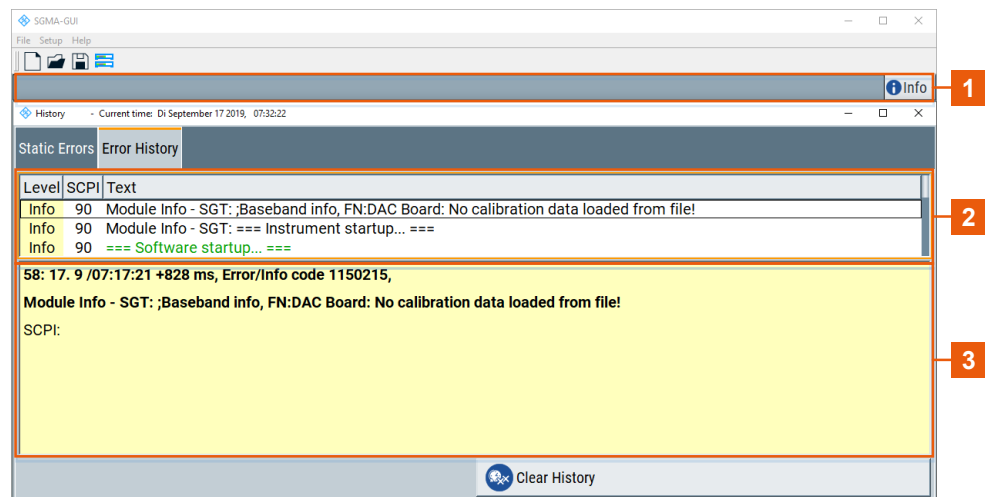 SGMA-GUI
File Setup Help
Info
1
History - Current time: Di September 17 2019, 07:32:22
Static Errors Error History
Level SCPI Text
Info 90 Module Info - SGT: ;Baseband info, FN:DAC Board: No calibration data loaded from file!
Info 90 Module Info - SGT: === Instrument startup... ===
Info 90 === Software startup... ===
2
58: 17. 9 /07:17:21 +828 ms, Error/Info code 1150215,
Module Info - SGT: ;Baseband info, FN:DAC Board: No calibration data loaded from file!
SCPI:
3
Clear History